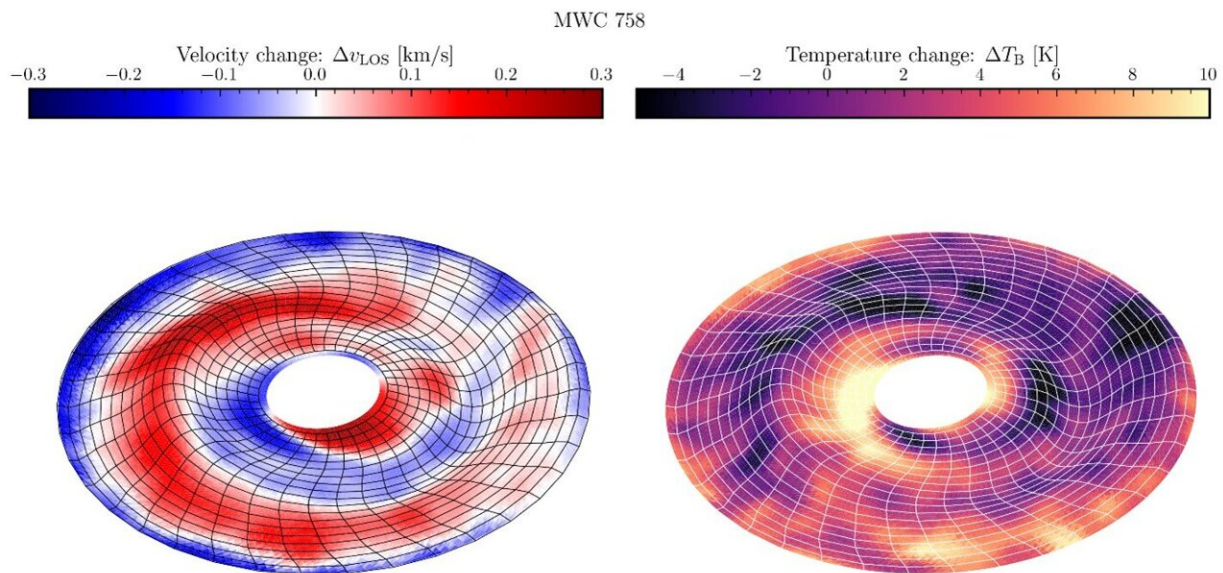 MWC 758
Velocity change: Δv_LOS [km/s]
−0.3 −0.2 −0.1 0.0 0.1 0.2 0.3
Temperature change: ΔT_B [K]
−4 −2 0 2 4 6 8 10